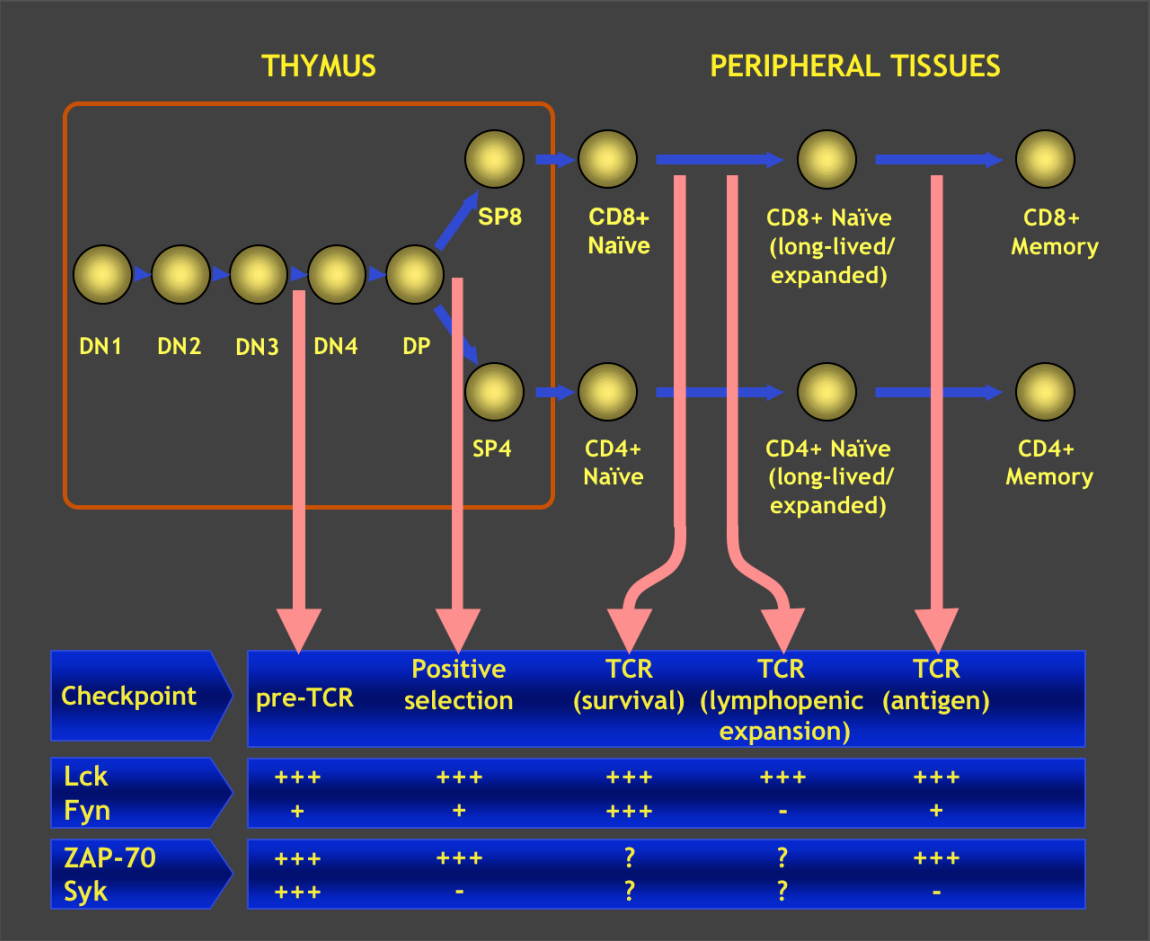 THYMUS
PERIPHERAL TISSUES
SP8
CD8+
Naïve
CD8+ Naïve
(long-lived/
expanded)
CD8+
Memory
DN1
DN2
DN3
DN4
DP
SP4
CD4+
Naïve
CD4+ Naïve
(long-lived/
expanded)
CD4+
Memory
Checkpoint
pre-TCR
Positive
selection
TCR
(survival)
TCR
(lymphopenic
expansion)
TCR
(antigen)
Lck +++ +++ +++ +++ +++
Fyn + + +++ - +
ZAP-70 +++ +++ ? ? +++
Syk +++ - ? ? -